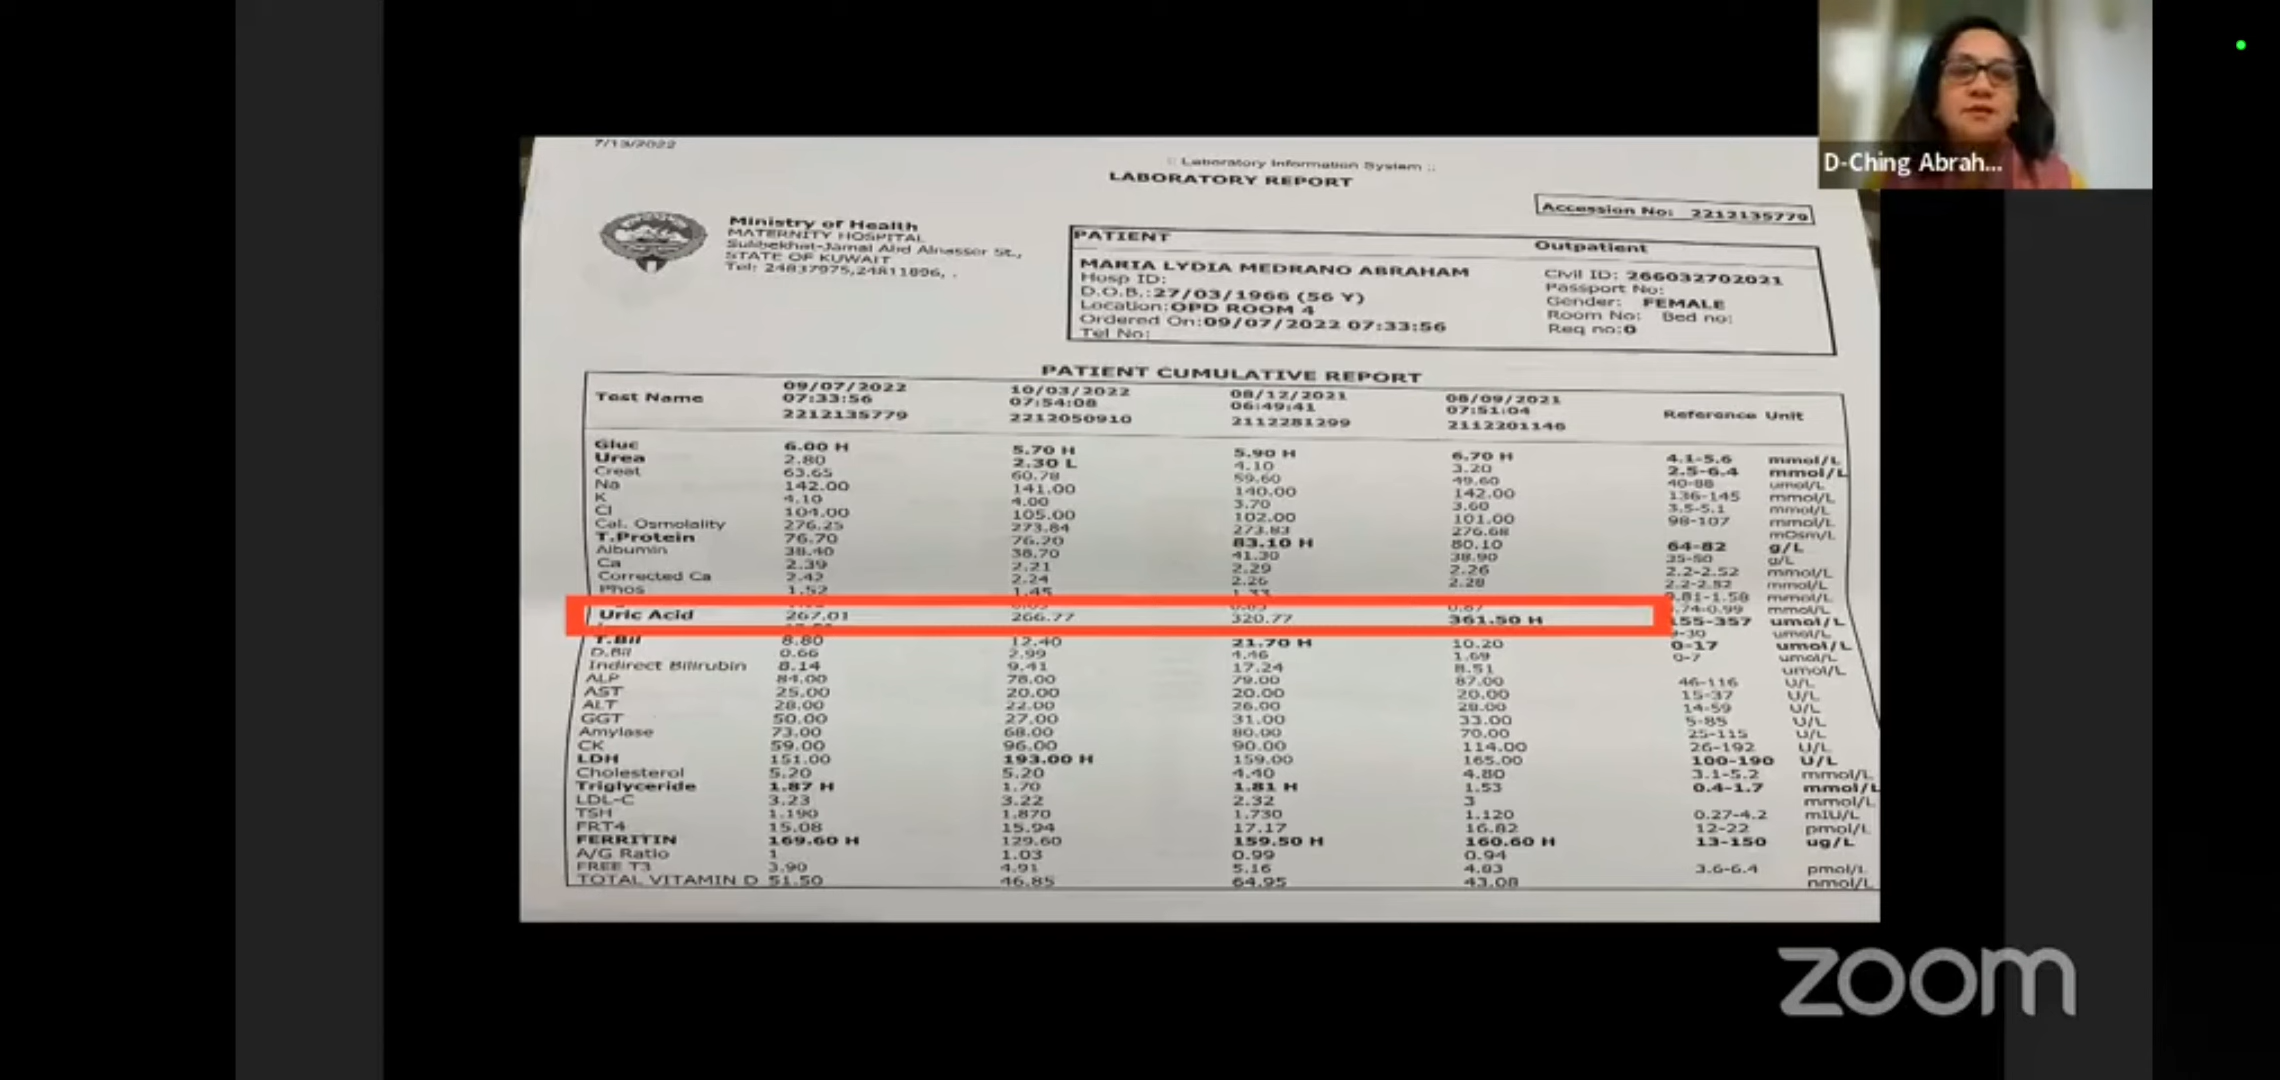 D-Ching Abrah...
7/13/2022
:: Laboratory Information System ::
LABORATORY REPORT
Accession No: 2212135779
Ministry of Health
MATERNITY HOSPITAL
Sulibekhat-Jamal Abd Alnasser St.,
STATE OF KUWAIT
Tel: 24837975,24811896, .
PATIENT Outpatient
MARIA LYDIA MEDRANO ABRAHAM Civil ID: 266032702021
Hosp ID: Passport No:
D.O.B.:27/03/1966 (56 Y) Gender: FEMALE
Location:OPD ROOM 4 Room No: Bed no:
Ordered On:09/07/2022 07:33:56 Req no:0
Tel No:
PATIENT CUMULATIVE REPORT
Test Name 09/07/2022 07:33:56 2212135779 10/03/2022 07:54:08 2212050910 08/12/2021 06:49:41 2112281299 08/09/2021 07:51:04 2112201146 Reference Unit
Gluc 6.00 H 5.70 H 5.90 H 6.70 H 4.1-5.6 mmol/L
Urea 2.80 2.30 L 4.10 3.20 2.5-6.4 mmol/L
Creat 63.65 60.78 59.60 49.60 40-88 umol/L
Na 142.00 141.00 140.00 142.00 136-145 mmol/L
K 4.10 4.00 3.70 3.60 3.5-5.1 mmol/L
Cl 104.00 105.00 102.00 101.00 98-107 mmol/L
Cal. Osmolality 276.25 273.84 273.83 276.68 mOsm/L
T.Protein 76.70 76.20 83.10 H 80.10 64-82 g/L
Albumin 38.40 38.70 41.30 38.90 35-50 g/L
Ca 2.39 2.21 2.29 2.26 2.2-2.52 mmol/L
Corrected Ca 2.42 2.24 2.26 2.28 2.2-2.52 mmol/L
Phos 1.52 1.45 1.33 0.81-1.58 mmol/L
0.87 .74-0.99 mmol/L
Uric Acid 267.01 266.77 320.77 361.50 H 155-357 umol/L
9-30 umol/L
T.Bil 8.80 12.40 21.70 H 10.20 0-17 umol/L
D.Bil 0.66 2.99 4.46 1.69 0-7 umol/L
Indirect Bilirubin 8.14 9.41 17.24 8.51 umol/L
ALP 84.00 78.00 79.00 87.00 46-116 U/L
AST 25.00 20.00 20.00 20.00 15-37 U/L
ALT 28.00 22.00 26.00 28.00 14-59 U/L
GGT 50.00 27.00 31.00 33.00 5-85 U/L
Amylase 73.00 68.00 80.00 70.00 25-115 U/L
CK 59.00 96.00 90.00 114.00 26-192 U/L
LDH 151.00 193.00 H 159.00 165.00 100-190 U/L
Cholesterol 5.20 5.20 4.40 4.80 3.1-5.2 mmol/L
Triglyceride 1.87 H 1.70 1.81 H 1.53 0.4-1.7 mmol/L
LDL-C 3.23 3.22 2.32 3 mmol/L
TSH 1.190 1.870 1.730 1.120 0.27-4.2 mIU/L
FRT4 15.08 15.94 17.17 16.82 12-22 pmol/L
FERRITIN 169.60 H 129.60 159.50 H 160.60 H 13-150 ug/L
A/G Ratio 1 1.03 0.99 0.94
FREE T3 3.90 4.91 5.16 4.83 3.6-6.4 pmol/L
TOTAL VITAMIN D 51.50 46.85 64.95 43.08 nmol/L
zoom